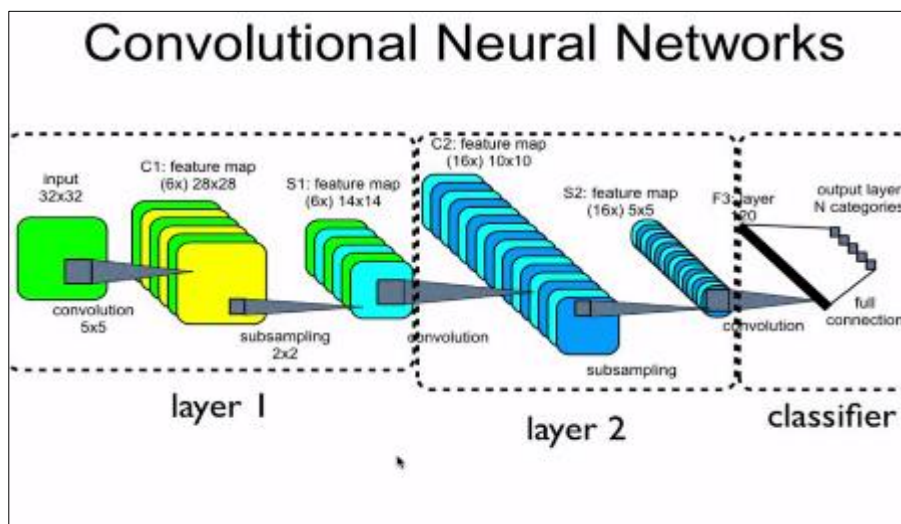 Convolutional Neural Networks
input
32x32
C1: feature map
(6x) 28x28
S1: feature map
(6x) 14x14
convolution
5x5
subsampling
2x2
layer 1
C2: feature map
(16x) 10x10
S2: feature map
(16x) 5x5
convolution
subsampling
layer 2
F3: layer
output layer
N categories
convolution
full
connection
classifier